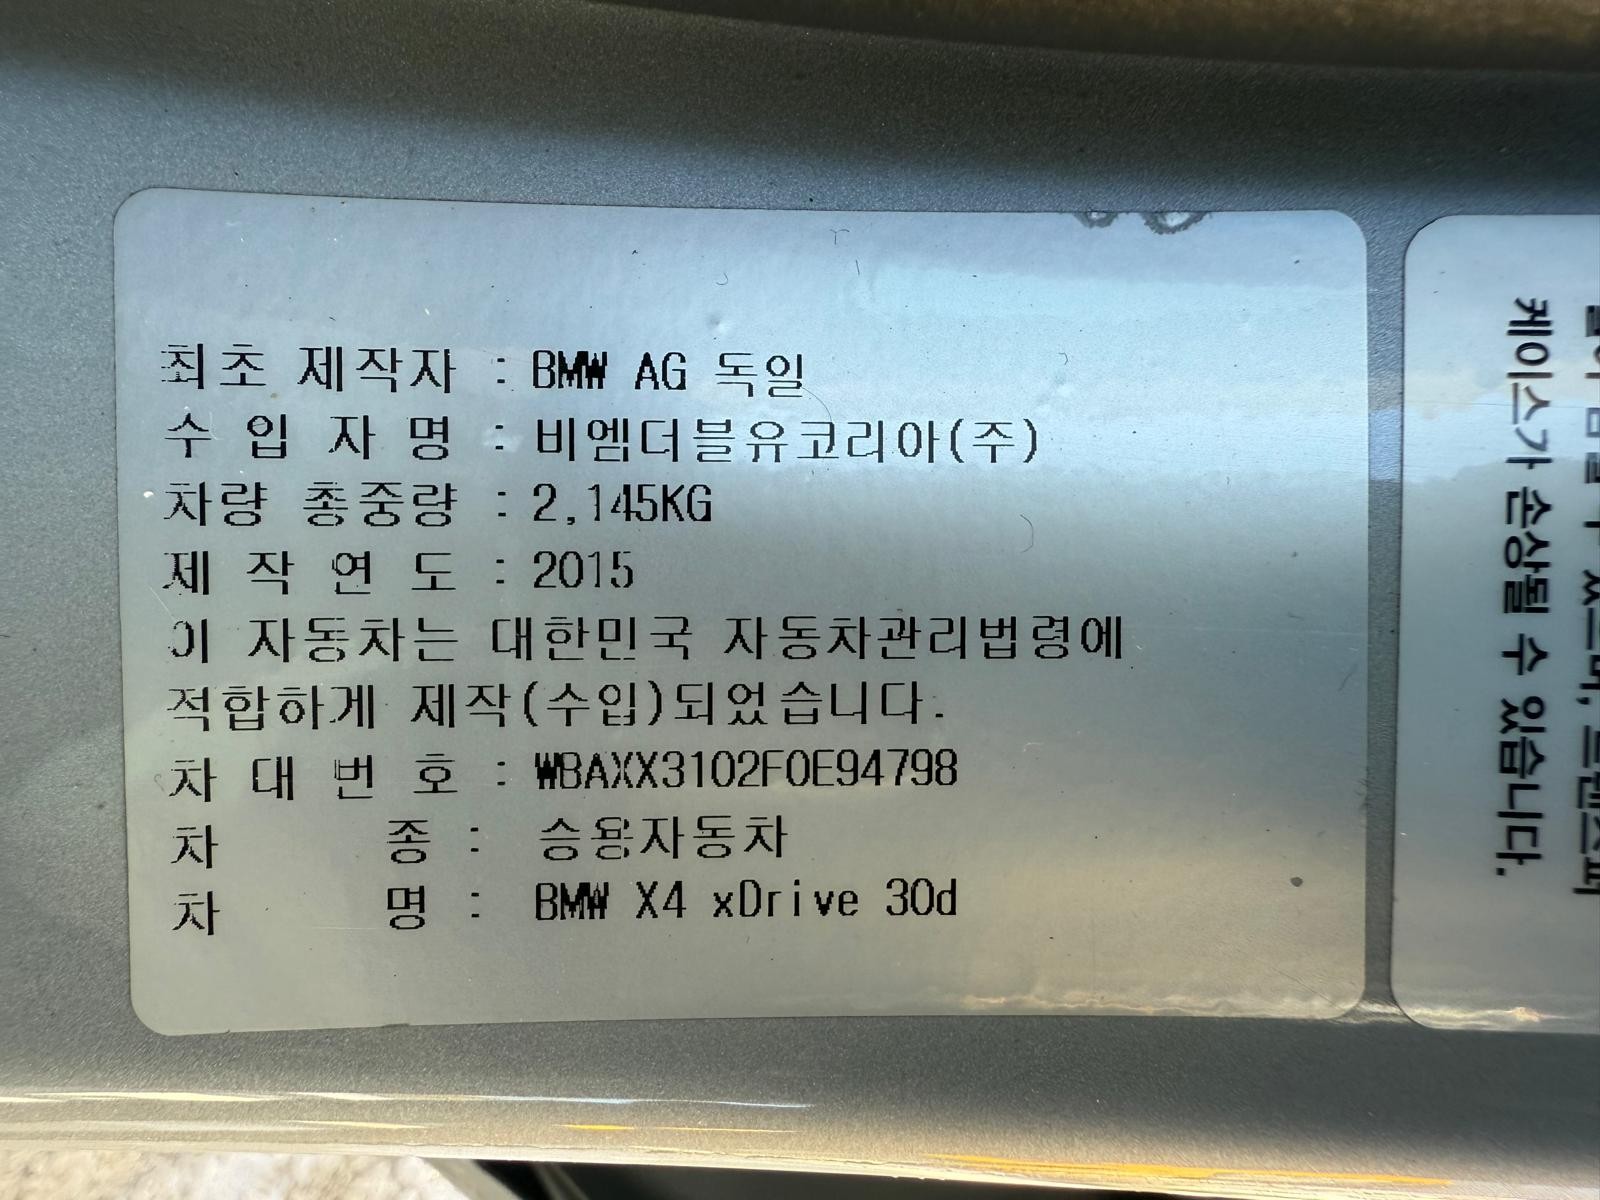 최초 제작자 : BMW AG 독일
수 입 자 명 : 비엠더블유코리아(주)
차량 총중량 : 2,145KG
제 작 연 도 : 2015
이 자동차는 대한민국 자동차관리법령에
적합하게 제작(수입)되었습니다.
차 대 번 호 : WBAXX3102F0E94798
차 종 : 승용자동차
차 명 : BMW X4 xDrive 30d
케이스가 손상될 수 있습니다.